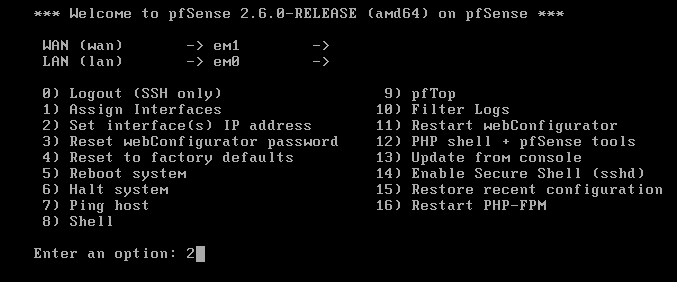 *** Welcome to pfSense 2.6.0-RELEASE (amd64) on pfSense ***
WAN (wan) -> em1 ->
LAN (lan) -> em0 ->
0) Logout (SSH only) 9) pfTop
1) Assign Interfaces 10) Filter Logs
2) Set interface(s) IP address 11) Restart webConfigurator
3) Reset webConfigurator password 12) PHP shell + pfSense tools
4) Reset to factory defaults 13) Update from console
5) Reboot system 14) Enable Secure Shell (sshd)
6) Halt system 15) Restore recent configuration
7) Ping host 16) Restart PHP-FPM
8) Shell
Enter an option: 2